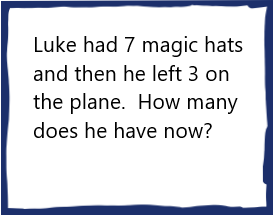 Luke had 7 magic hats
and then he left 3 on
the plane.  How many
does he have now?